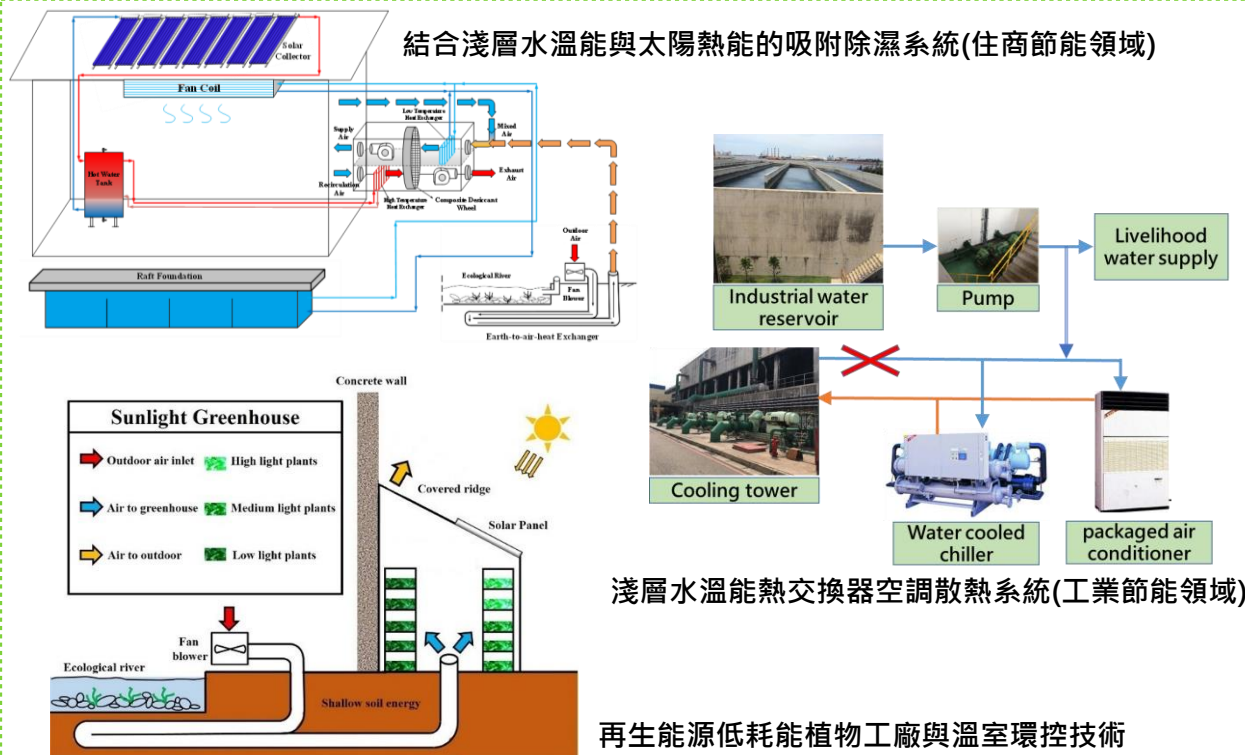 結合淺層水溫能與太陽熱能的吸附除濕系統(住商節能領域)
Solar
Collector
Fan Coil
Low Temperature
Heat Exchanger
Supply
Air
Mixed
Air
Hot Water
Tank
Recirculation
Air
Exhaust
Air
High Temperature
Heat Exchanger
Composite Desiccant
Wheel
Outdoor
Air
Raft Foundation
Ecological River
Fan
Blower
Earth-to-air-heat Exchanger
Industrial water
reservoir
Pump
Livelihood
water supply
Cooling tower
Water cooled
chiller
packaged air
conditioner
淺層水溫能熱交換器空調散熱系統(工業節能領域)
Concrete wall
Sunlight Greenhouse
Outdoor air inlet
High light plants
Air to greenhouse
Medium light plants
Air to outdoor
Low light plants
Covered ridge
Solar Panel
Fan
blower
Ecological river
Shallow soil energy
再生能源低耗能植物工廠與溫室環控技術